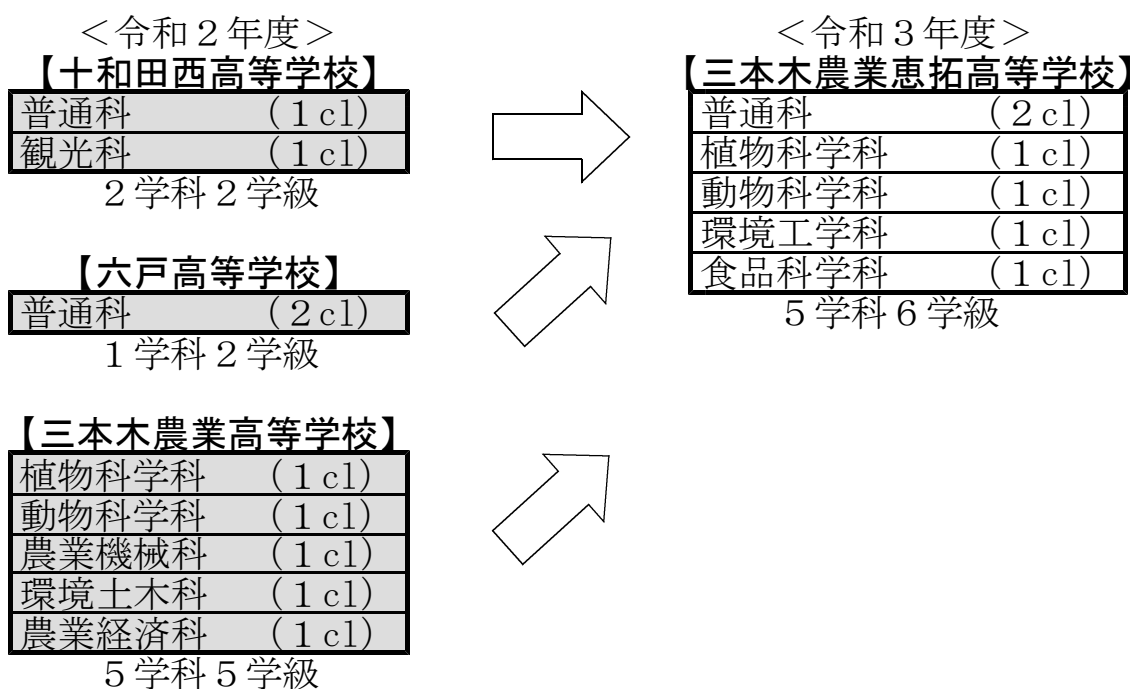 ＜令和２年度＞
【十和田西高等学校】
普通科　（１cl）
観光科　（１cl）
２学科２学級
【六戸高等学校】
普通科　（２cl）
１学科２学級
【三本木農業高等学校】
植物科学科　（１cl）
動物科学科　（１cl）
農業機械科　（１cl）
環境土木科　（１cl）
農業経済科　（１cl）
５学科５学級
＜令和３年度＞
【三本木農業恵拓高等学校】
普通科　（２cl）
植物科学科　（１cl）
動物科学科　（１cl）
環境工学科　（１cl）
食品科学科　（１cl）
５学科６学級